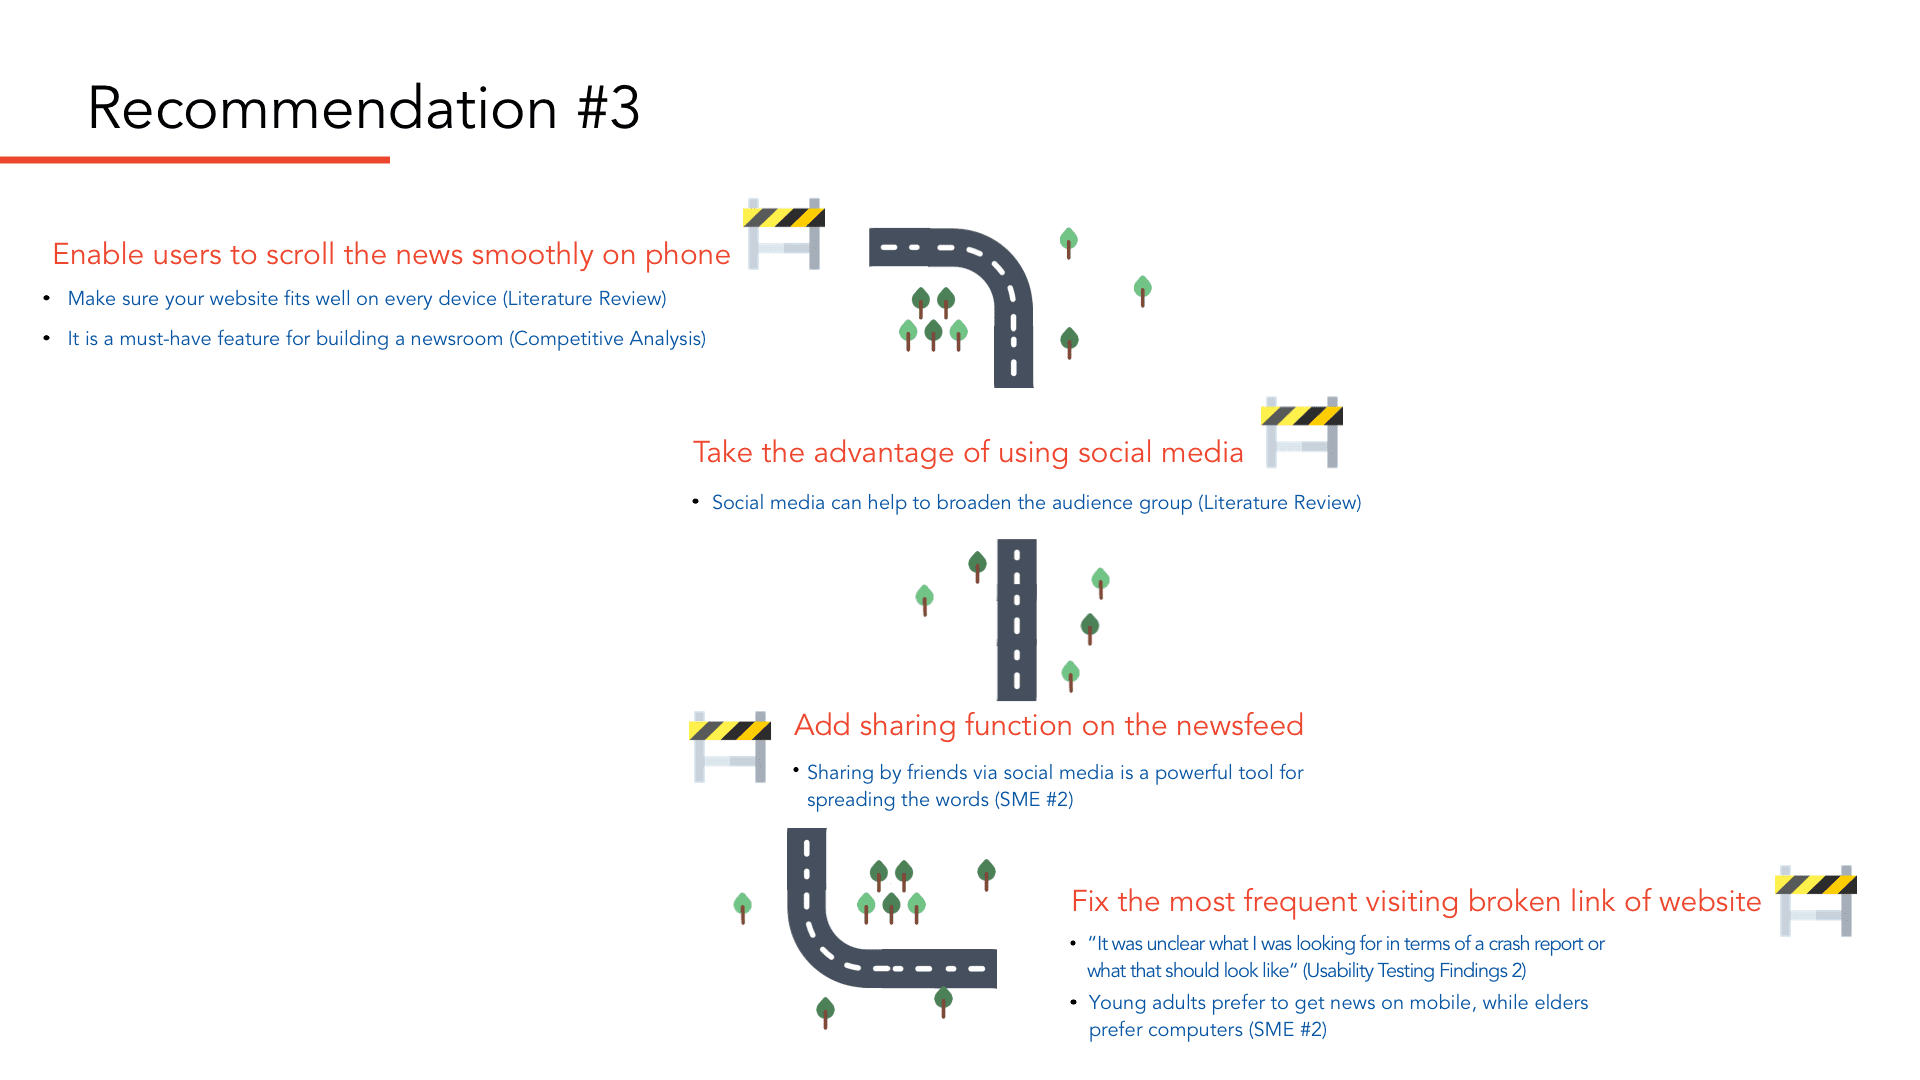 Recommendation #3
Enable users to scroll the news smoothly on phone
• Make sure your website fits well on every device (Literature Review)
• It is a must-have feature for building a newsroom (Competitive Analysis)
Take the advantage of using social media
• Social media can help to broaden the audience group (Literature Review)
Add sharing function on the newsfeed
• Sharing by friends via social media is a powerful tool for
spreading the words (SME #2)
Fix the most frequent visiting broken link of website
• “It was unclear what I was looking for in terms of a crash report or
what that should look like“ (Usability Testing Findings 2)
• Young adults prefer to get news on mobile, while elders
prefer computers (SME #2)